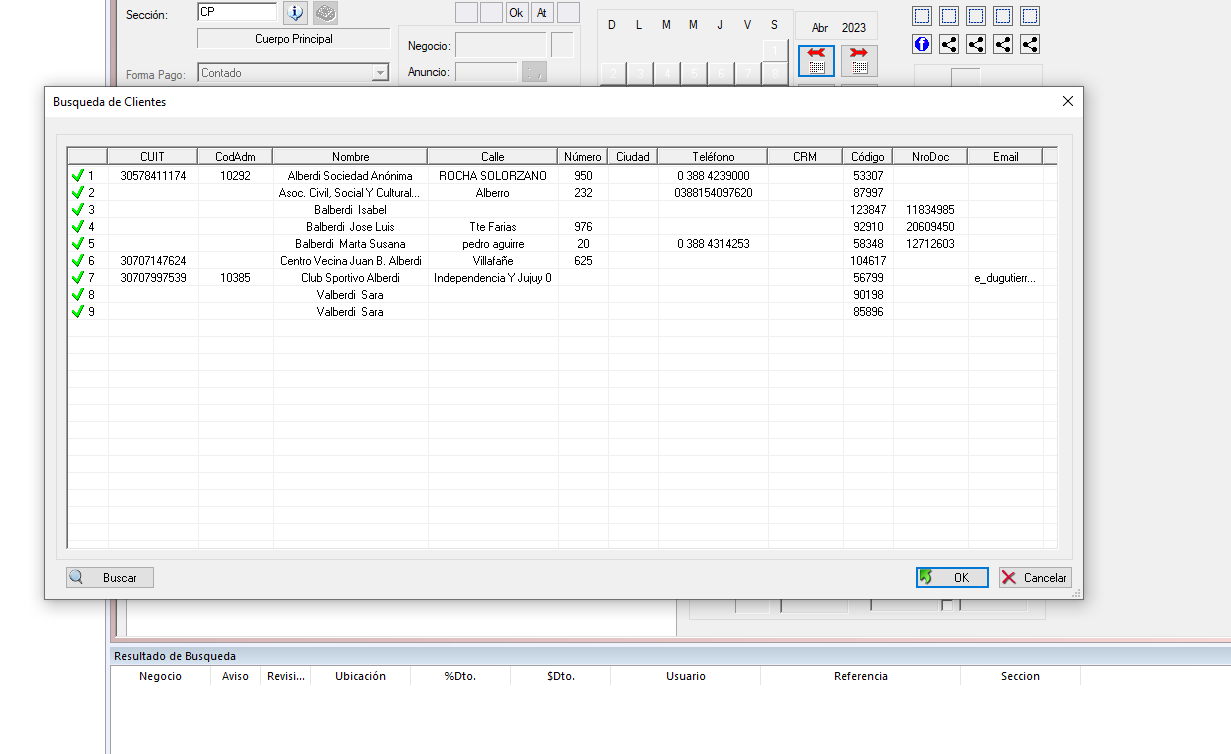 Sección: CP Ok At
Cuerpo Principal
Negocio:
Forma Pago: Contado
Anuncio:
D L M M J V S
1
2 3 4 5 6 7 8
Abr 2023
Busqueda de Clientes
CUIT CodAdm Nombre Calle Número Ciudad Teléfono CRM Código NroDoc Email
1 30578411174 10292 Alberdi Sociedad Anónima ROCHA SOLORZANO 950 0 388 4239000 53307
2 Asoc. Civil, Social Y Cultural... Alberro 232 0388154097620 87997
3 Balberdi Isabel 123847 11834985
4 Balberdi Jose Luis Tte Farias 976 92910 20609450
5 Balberdi Marta Susana pedro aguirre 20 0 388 4314253 58348 12712603
6 30707147624 Centro Vecina Juan B. Alberdi Villafañe 625 104617
7 30707997539 10385 Club Sportivo Alberdi Independencia Y Jujuy 0 56799 e_dugutierr...
8 Valberdi Sara 90198
9 Valberdi Sara 85896
Buscar OK Cancelar
Resultado de Busqueda
Negocio Aviso Revisi... Ubicación %Dto. $Dto. Usuario Referencia Seccion